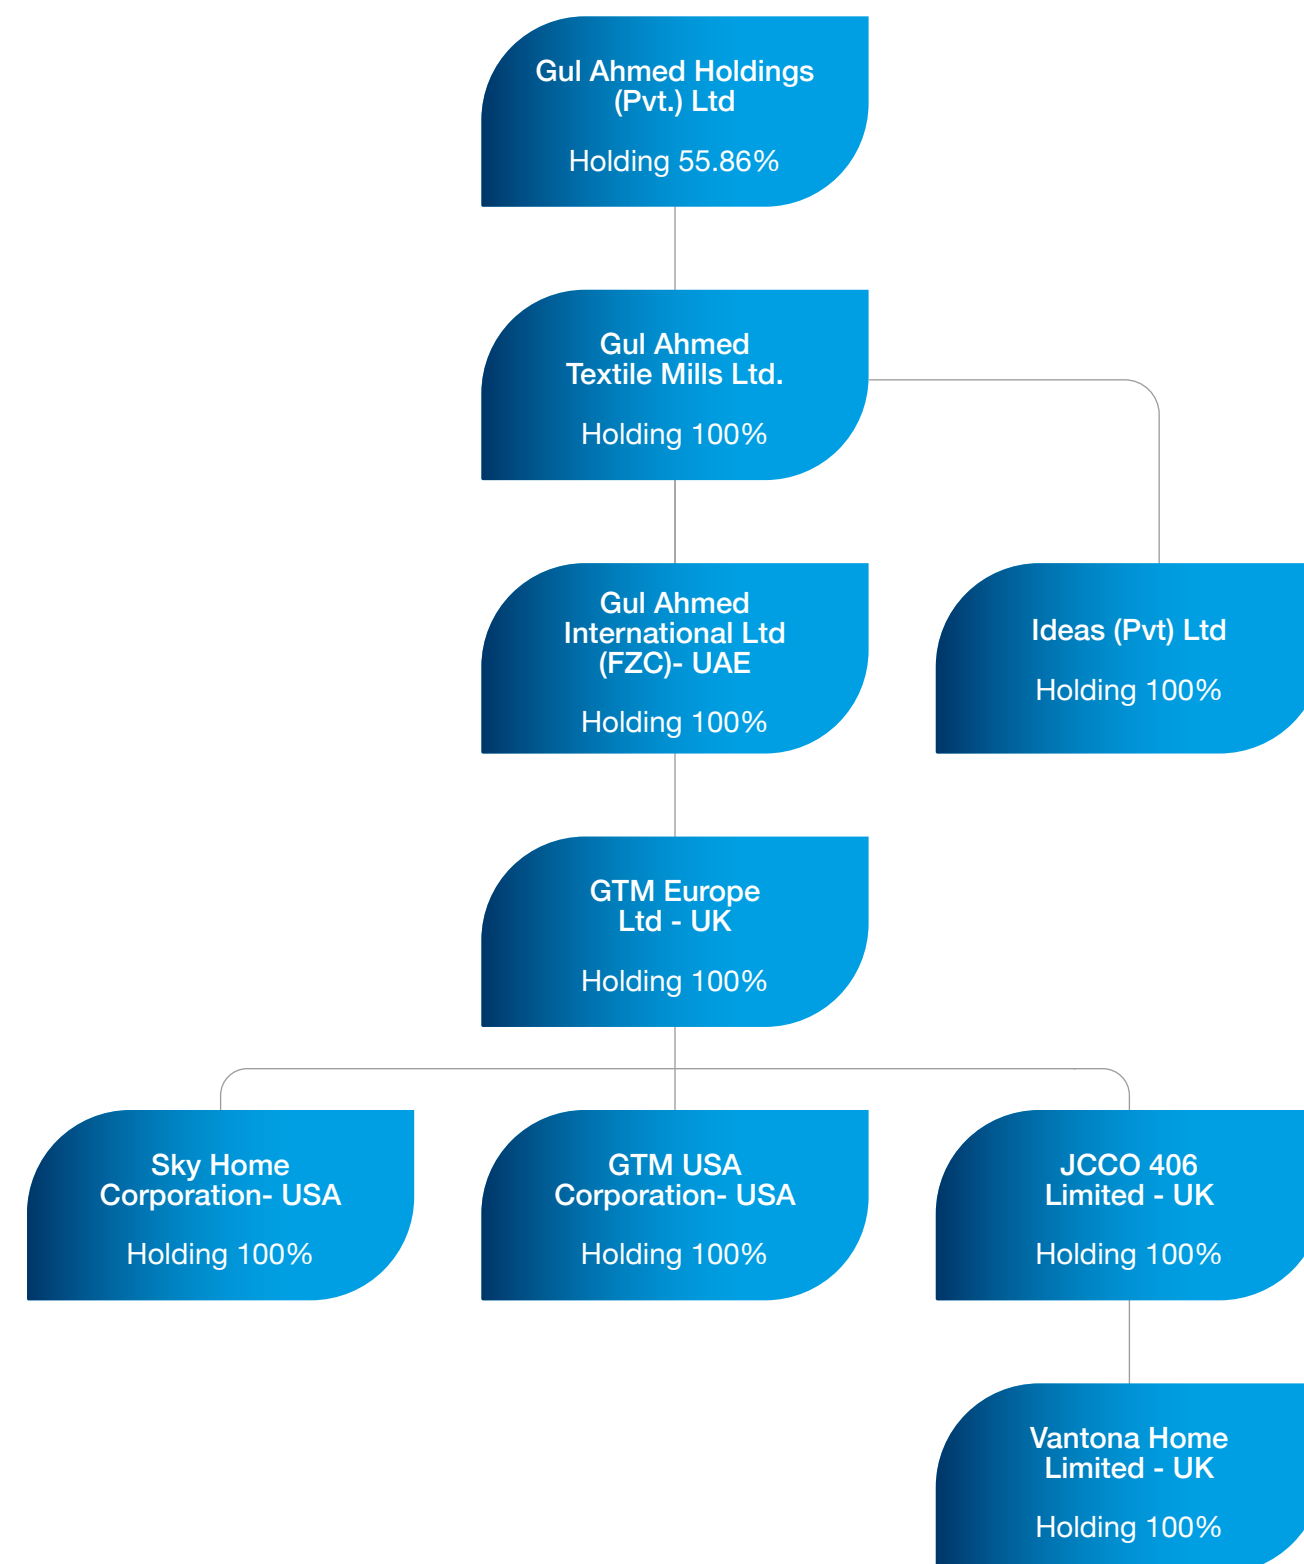 Gul Ahmed Holdings
(Pvt.) Ltd
Holding 55.86%
Gul Ahmed
Textile Mills Ltd.
Holding 100%
Gul Ahmed
International Ltd
(FZC)- UAE
Holding 100%
Ideas (Pvt) Ltd
Holding 100%
GTM Europe
Ltd - UK
Holding 100%
Sky Home
Corporation- USA
Holding 100%
GTM USA
Corporation- USA
Holding 100%
JCCO 406
Limited - UK
Holding 100%
Vantona Home
Limited - UK
Holding 100%